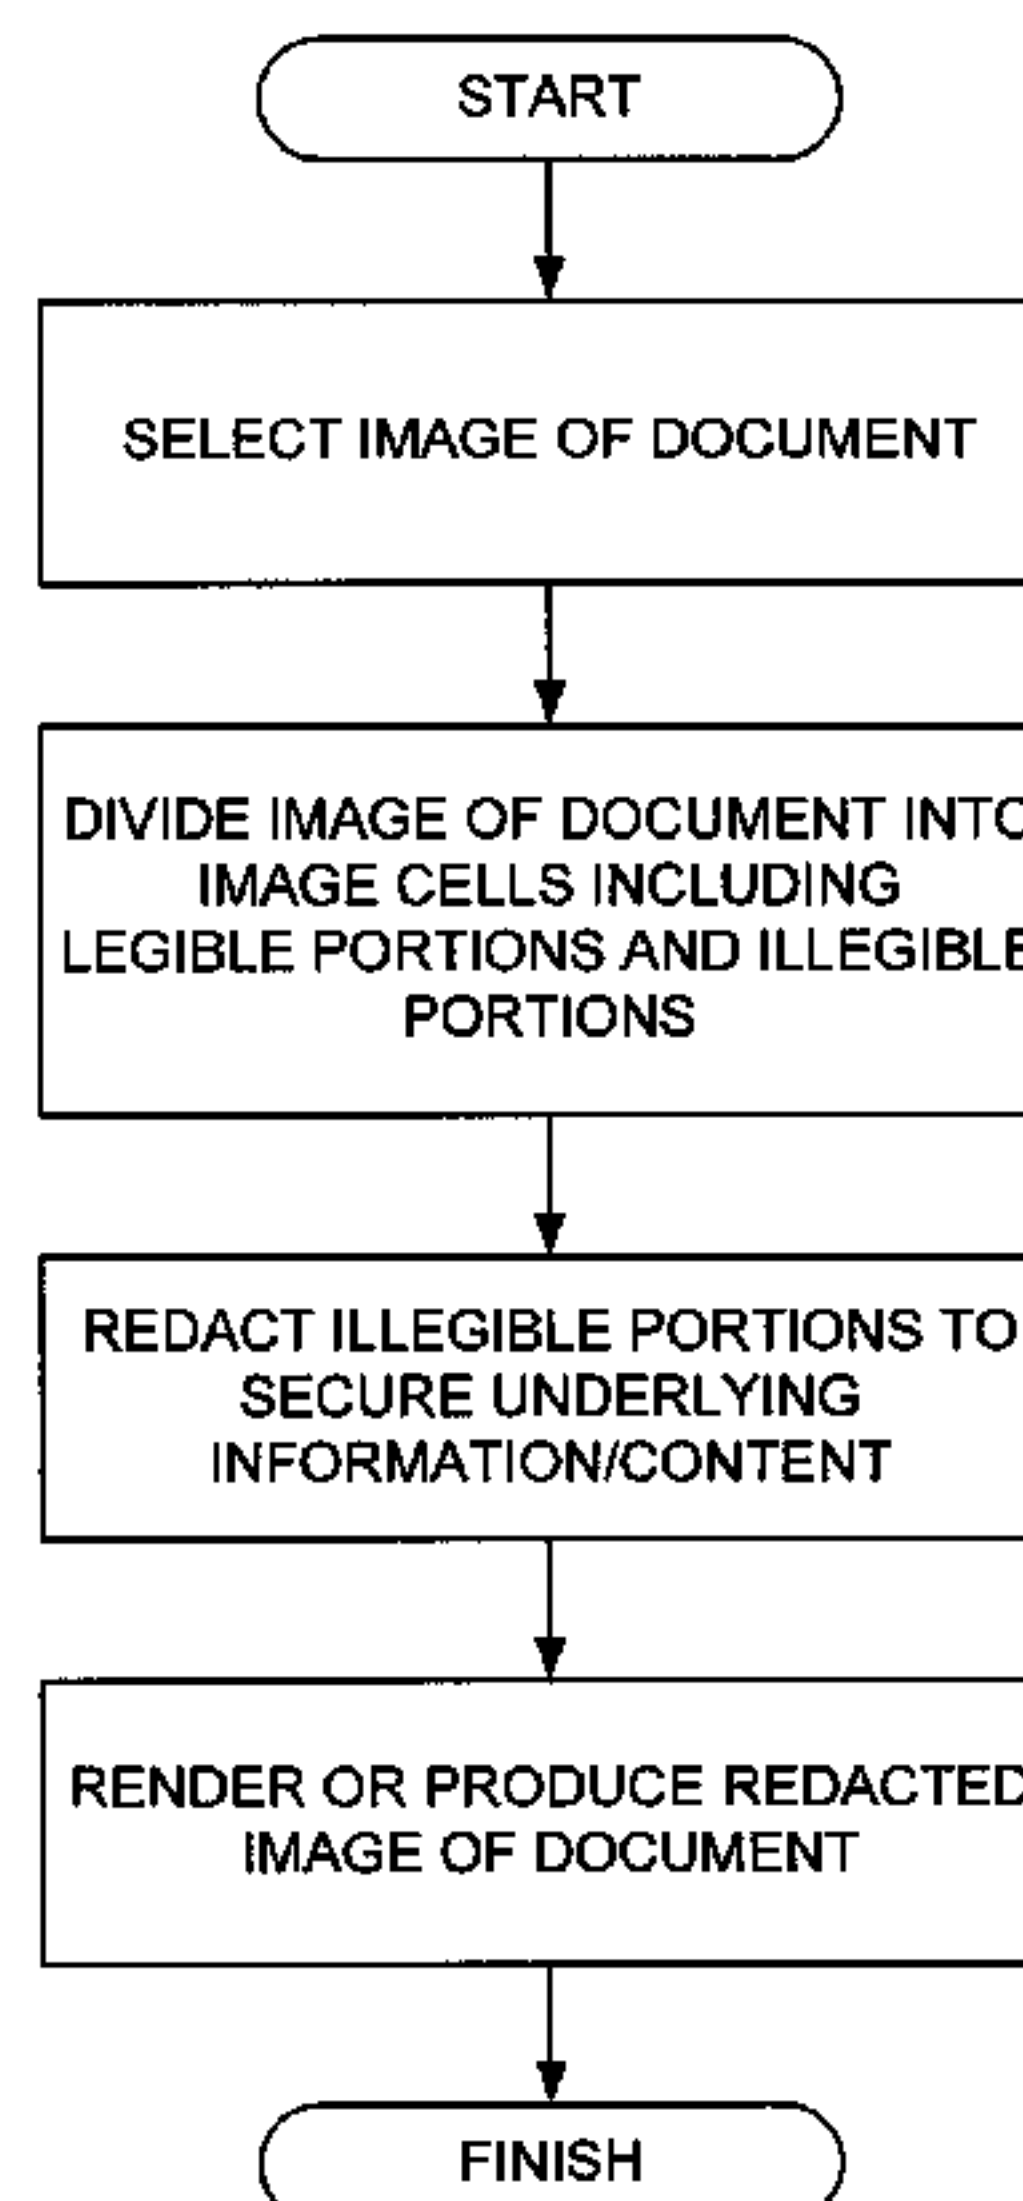 START
SELECT IMAGE OF DOCUMENT
DIVIDE IMAGE OF DOCUMENT INTO
IMAGE CELLS INCLUDING
LEGIBLE PORTIONS AND ILLEGIBLE
PORTIONS
REDACT ILLEGIBLE PORTIONS TO
SECURE UNDERLYING
INFORMATION/CONTENT
RENDER OR PRODUCE REDACTED
IMAGE OF DOCUMENT
FINISH